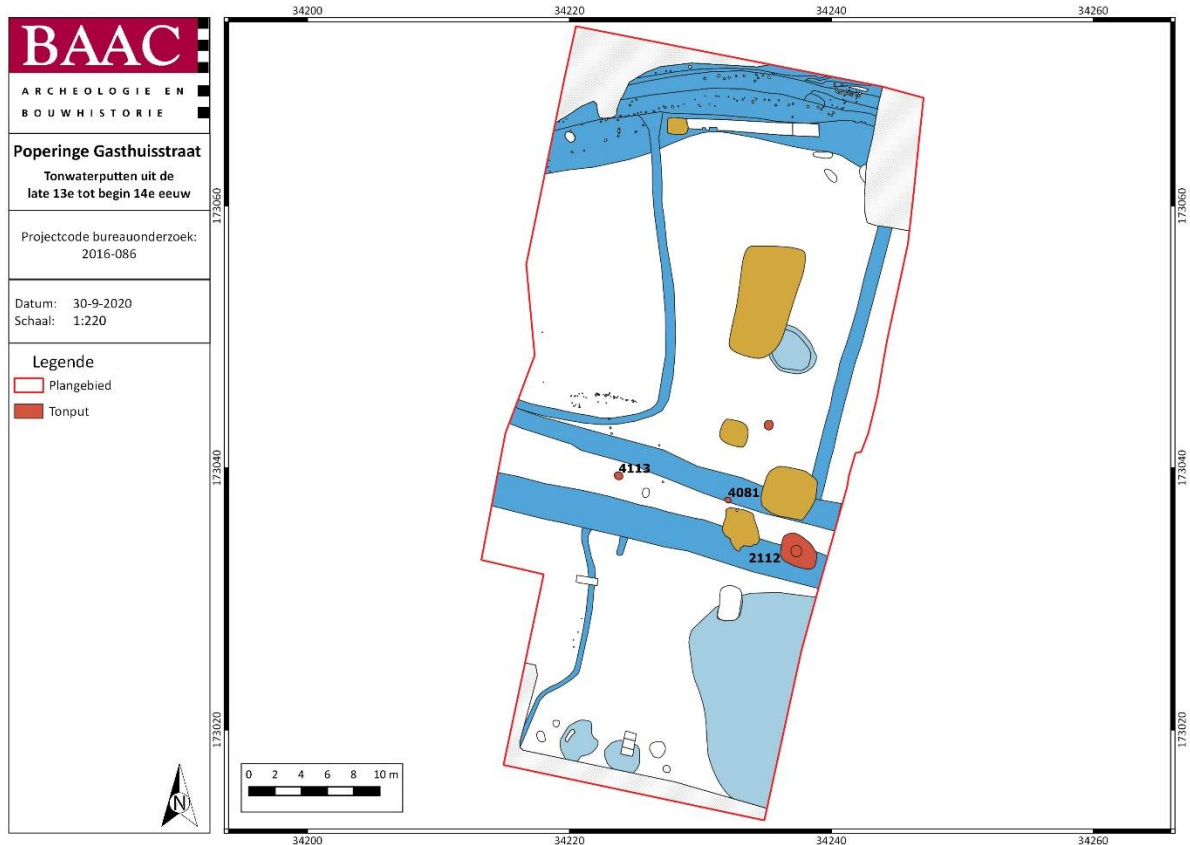 BAAC
ARCHEOLOGIE EN
BOUWHISTORIE
Poperinge Gasthuisstraat
Tonwaterputten uit de
late 13e tot begin 14e eeuw
Projectcode bureauonderzoek:
2016-086
Datum: 30-9-2020
Schaal: 1:220
Legende
Plangebied
Tonput
N
34200 34220 34240 34260
173060 173060
173040 173040
173020 173020
4113
4081
2112
0 2 4 6 8 10 m
34200 34220 34240 34260